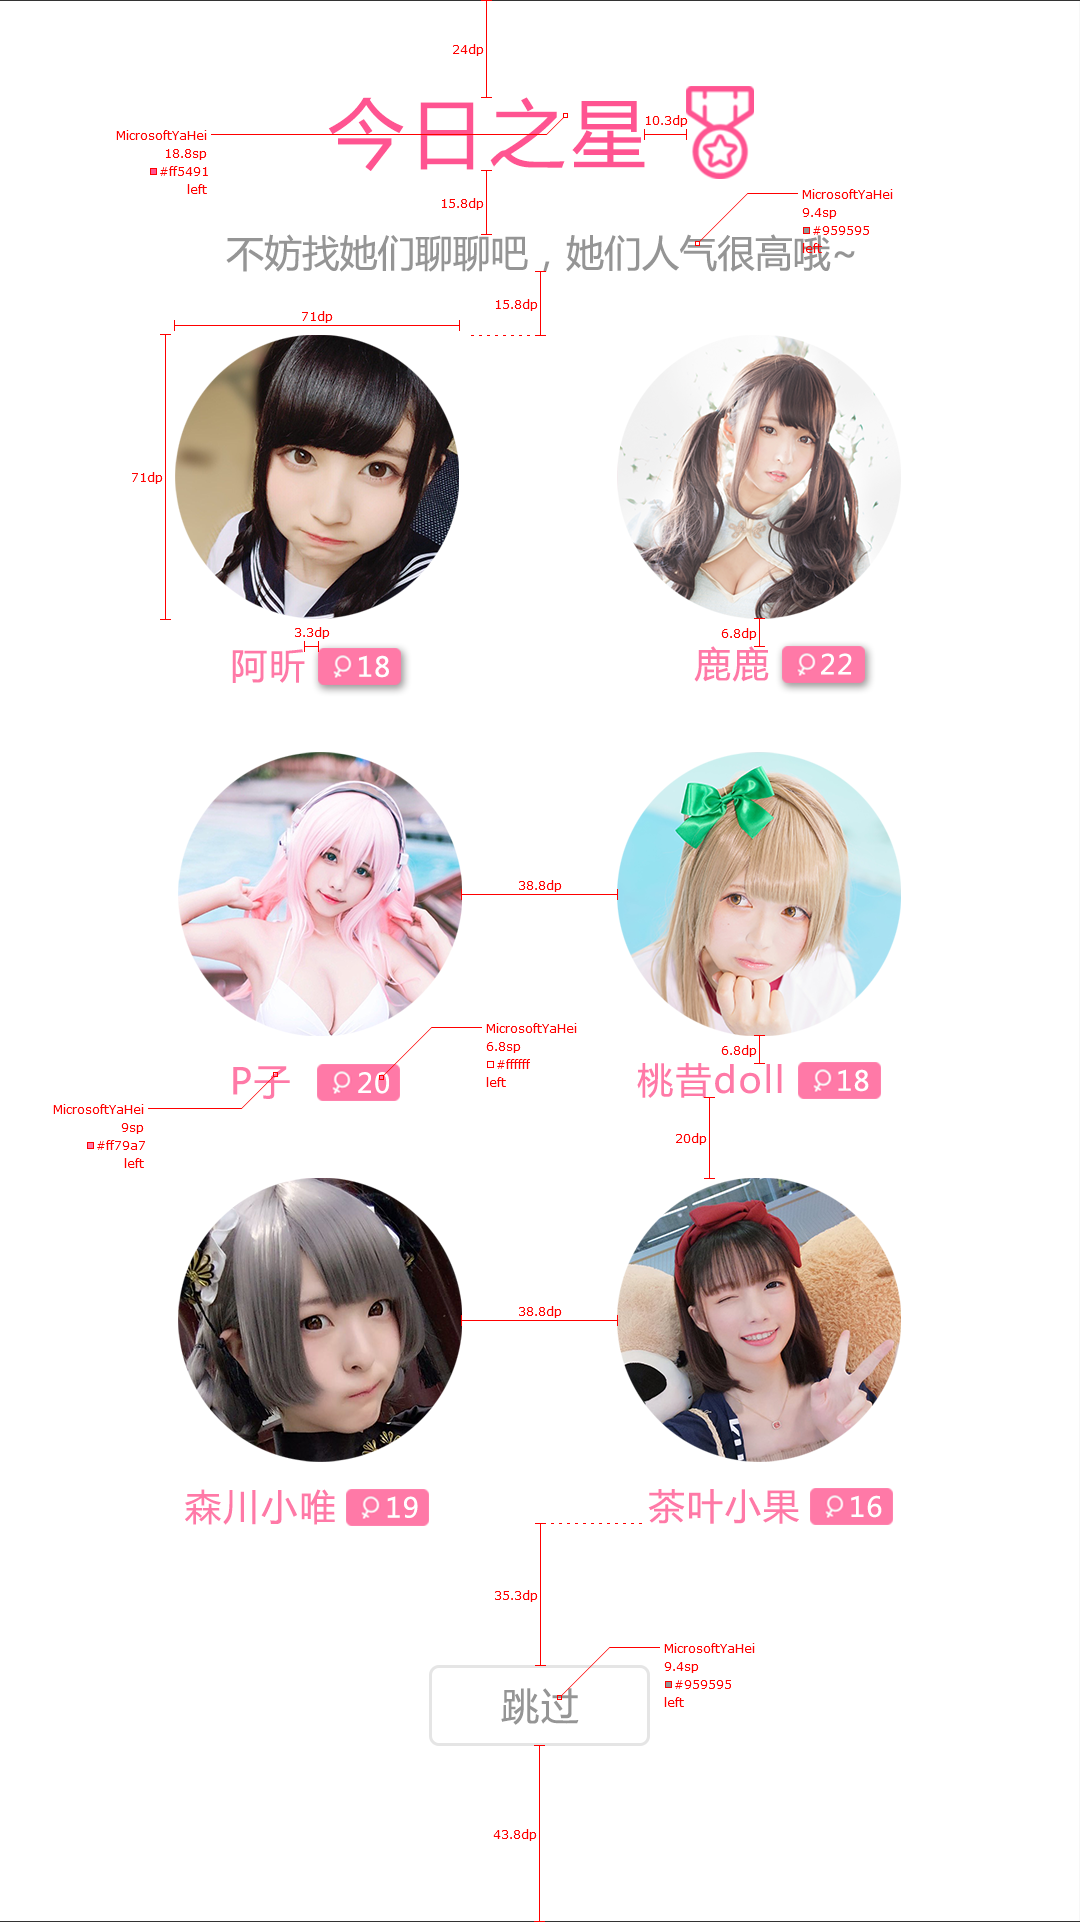 24dp
今日之星
10.3dp
MicrosoftYaHei
18.8sp
#ff5491
left
15.8dp
MicrosoftYaHei
9.4sp
#959595
left
不妨找她们聊聊吧，她们人气很高哦~
15.8dp
71dp
71dp
3.3dp
6.8dp
阿昕 18
鹿鹿 22
38.8dp
MicrosoftYaHei
6.8sp
#ffffff
left
6.8dp
P子 20
桃昔doll 18
MicrosoftYaHei
9sp
#ff79a7
left
20dp
38.8dp
森川小唯 19
茶叶小果 16
35.3dp
MicrosoftYaHei
9.4sp
#959595
left
跳过
43.8dp